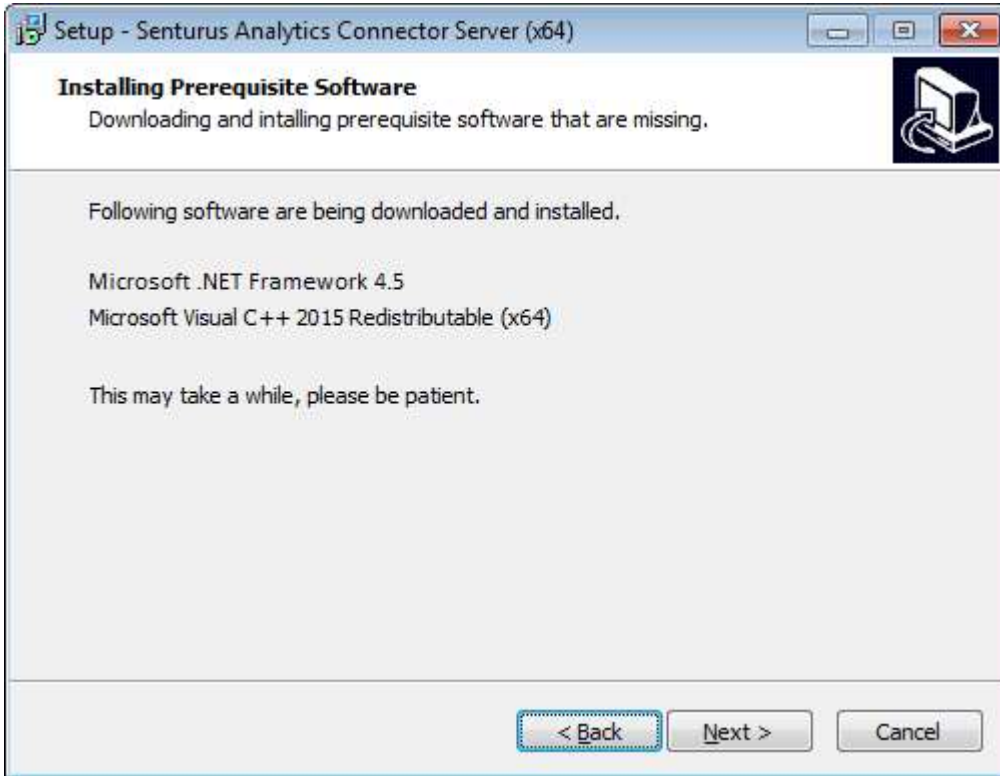 Setup - Senturus Analytics Connector Server (x64)
Installing Prerequisite Software
Downloading and intalling prerequisite software that are missing.
Following software are being downloaded and installed.
Microsoft .NET Framework 4.5
Microsoft Visual C++ 2015 Redistributable (x64)
This may take a while, please be patient.
< Back
Next >
Cancel